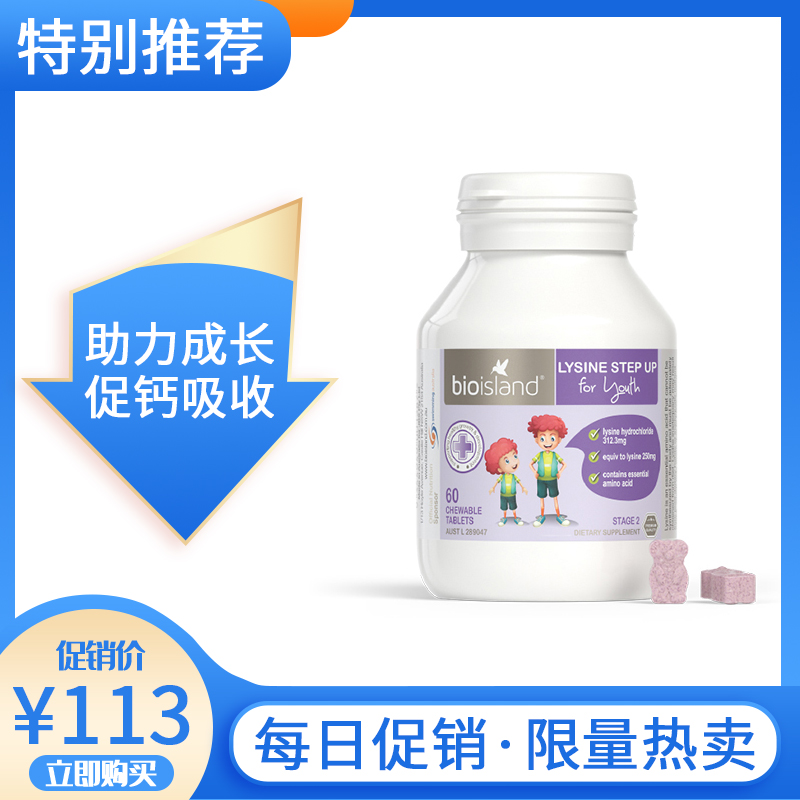 特别推荐
助力成长
促钙吸收
bioisland®
LYSINE STEP UP
for Youth
lysine hydrochloride
312.3mg
equiv to lysine 250mg
contains essential
amino acid
60
CHEWABLE
TABLETS
AUST L 289047
STAGE 2
DIETARY SUPPLEMENT
促销价
¥113
立即购买
每日促销·限量热卖